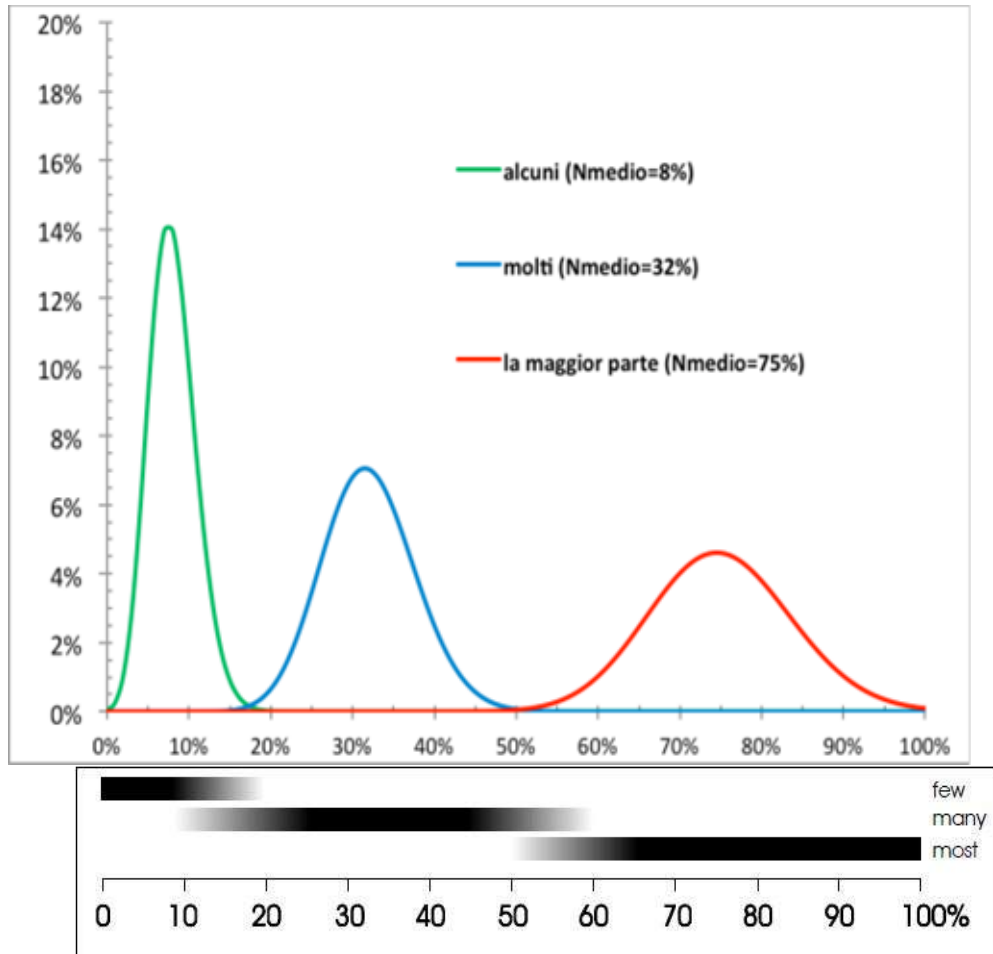 20%
18%
16%
14%
12%
10%
8%
6%
4%
2%
0%
alcuni (Nmedio=8%)
molti (Nmedio=32%)
la maggior parte (Nmedio=75%)
0% 10% 20% 30% 40% 50% 60% 70% 80% 90% 100%
few
many
most
0 10 20 30 40 50 60 70 80 90 100%